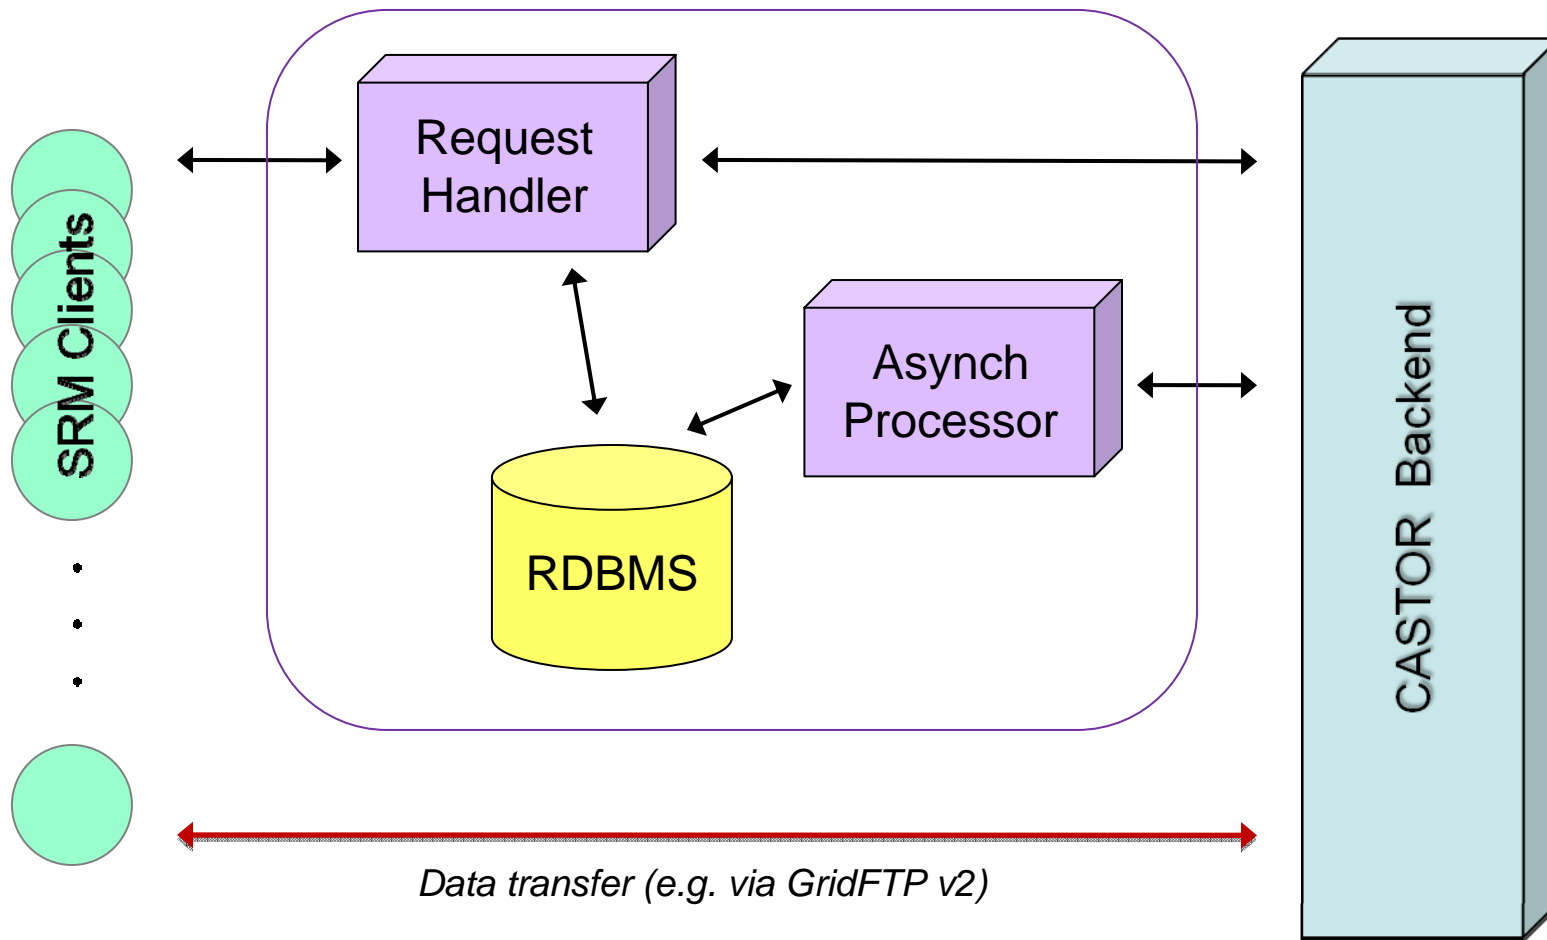 Request
Handler
SRM Clients
Asynch
Processor
CASTOR Backend
RDBMS
Data transfer (e.g. via GridFTP v2)